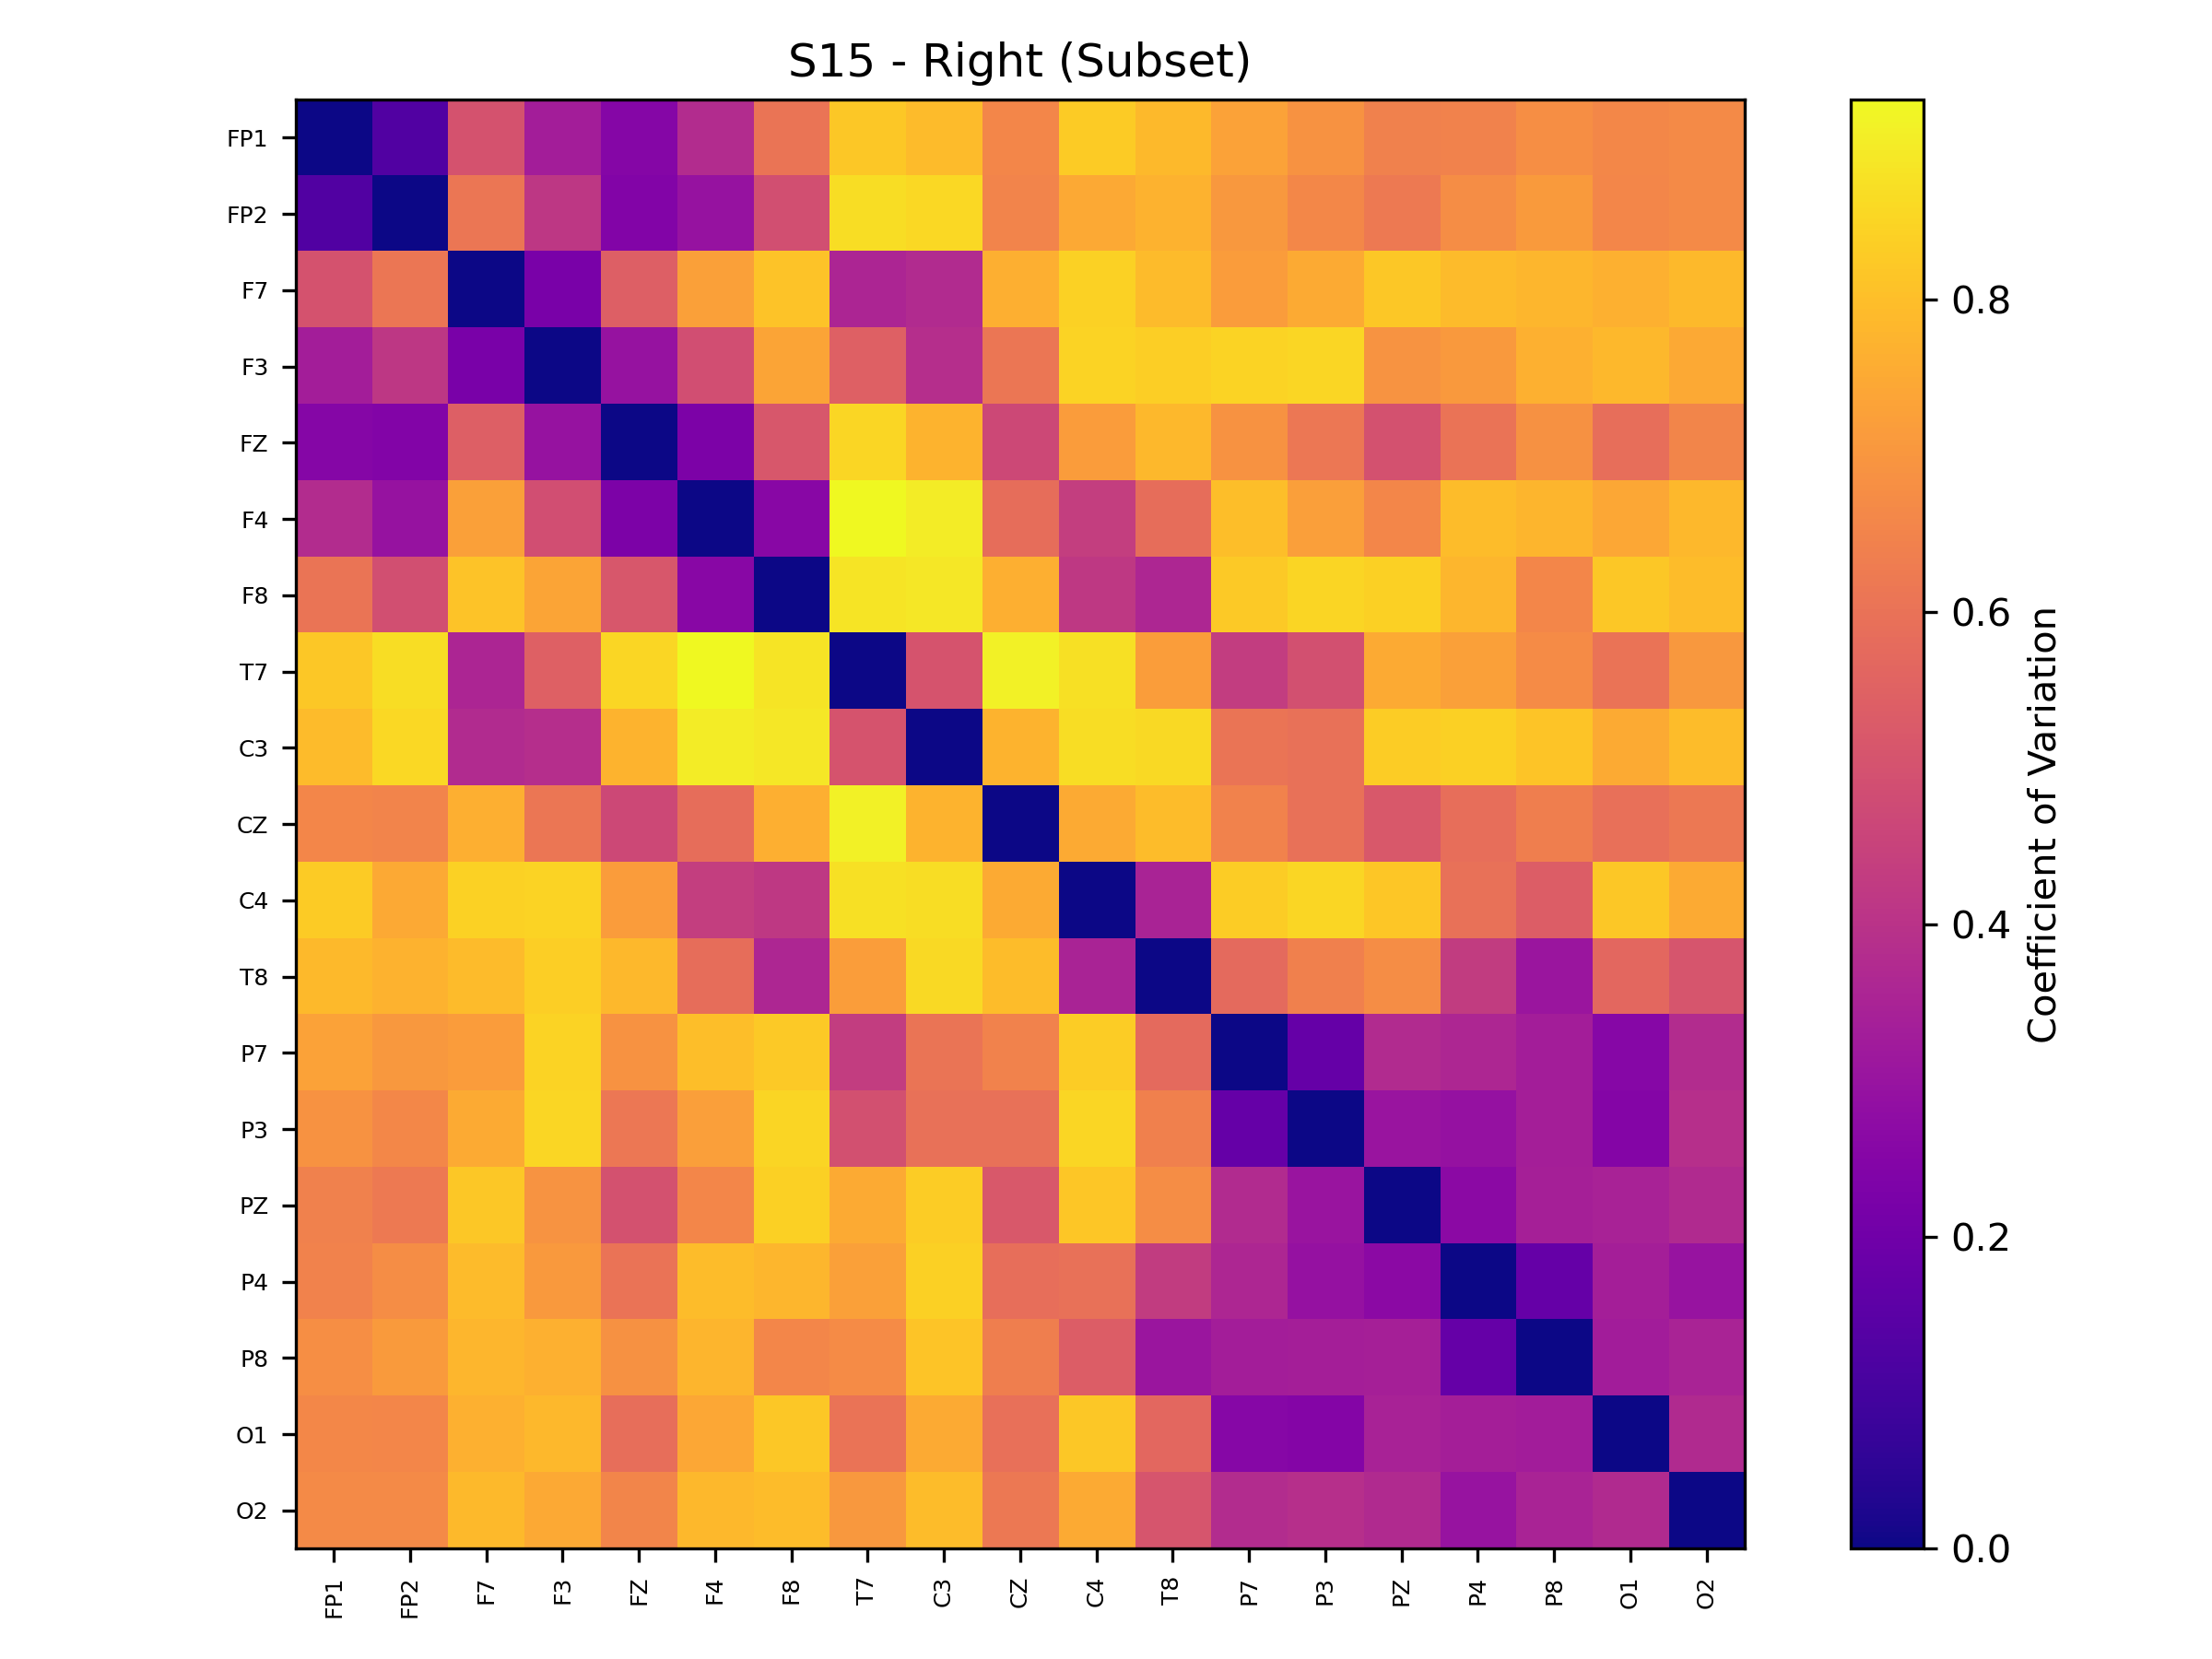 S15 - Right (Subset)
FP1
FP2
F7
F3
FZ
F4
F8
T7
C3
CZ
C4
T8
P7
P3
PZ
P4
P8
O1
O2
FP1 FP2 F7 F3 FZ F4 F8 T7 C3 CZ C4 T8 P7 P3 PZ P4 P8 O1 O2
0.8
0.6
0.4
0.2
0.0
Coefficient of Variation